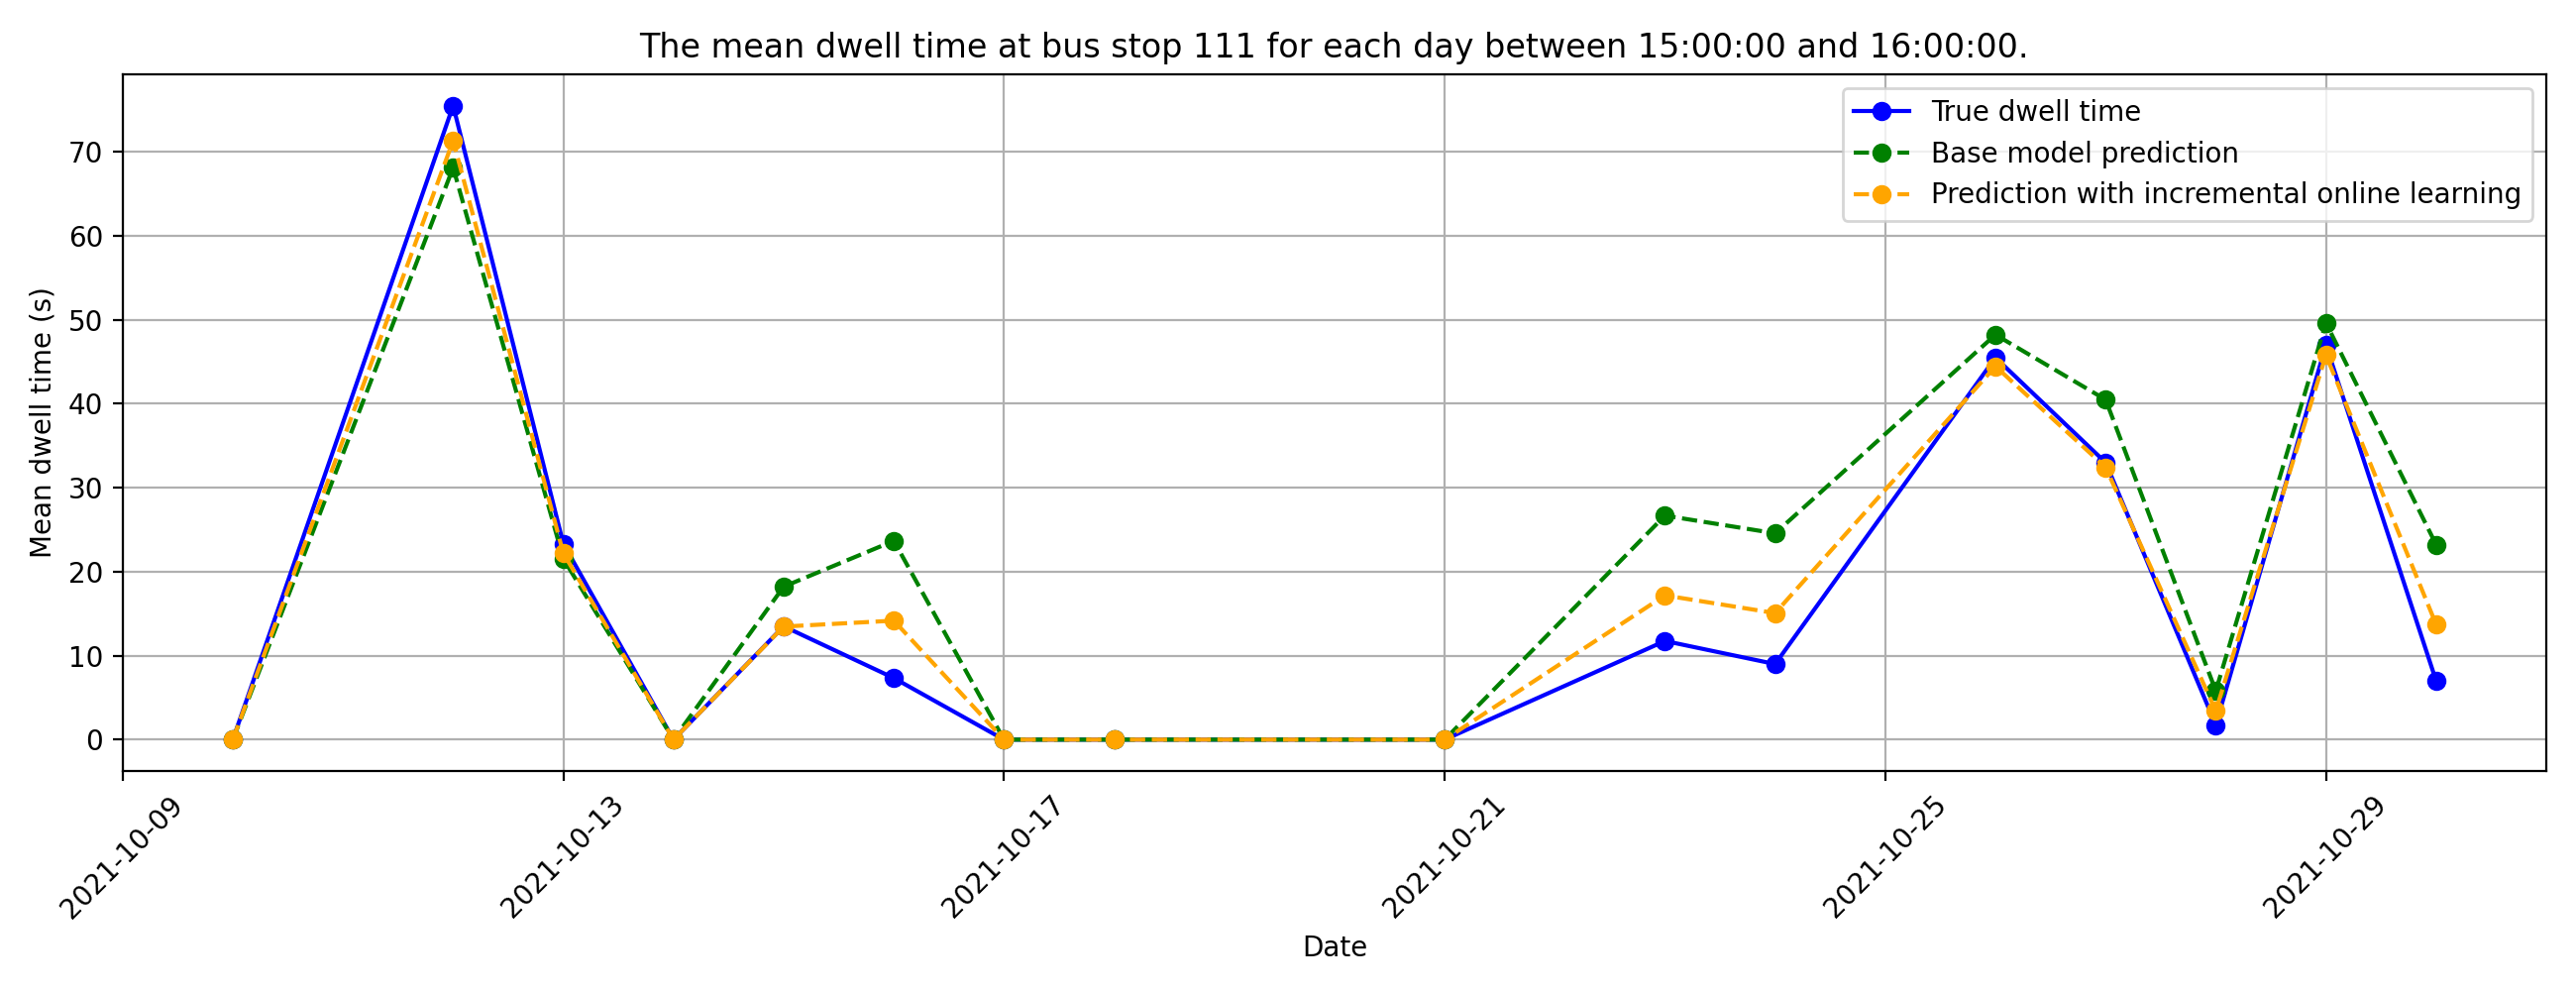 The mean dwell time at bus stop 111 for each day between 15:00:00 and 16:00:00.
True dwell time
Base model prediction
Prediction with incremental online learning
Mean dwell time (s)
70
60
50
40
30
20
10
0
2021-10-09
2021-10-13
2021-10-17
2021-10-21
2021-10-25
2021-10-29
Date